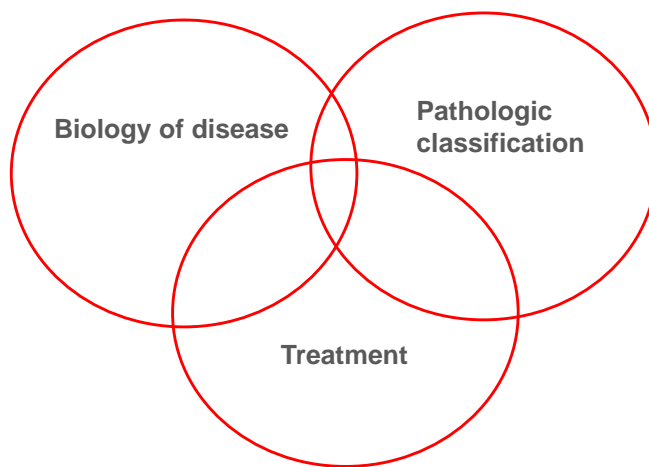 Biology of disease
Pathologic
classification
Treatment